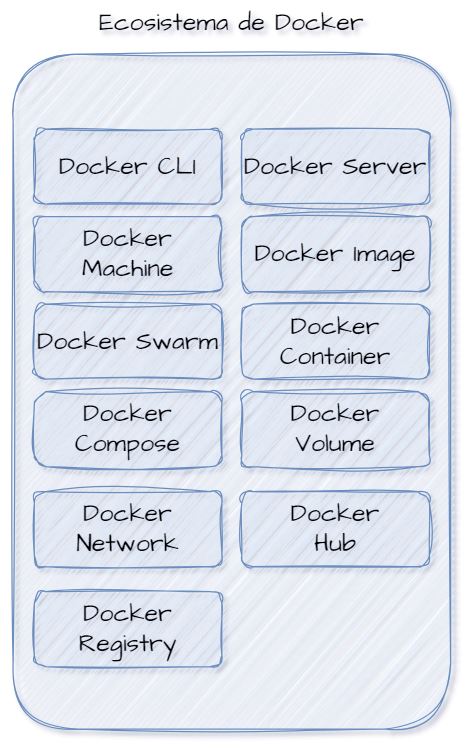 Ecosistema de Docker
Docker CLI
Docker Server
Docker
Machine
Docker Image
Docker Swarm
Docker
Container
Docker
Compose
Docker
Volume
Docker
Network
Docker
Hub
Docker
Registry